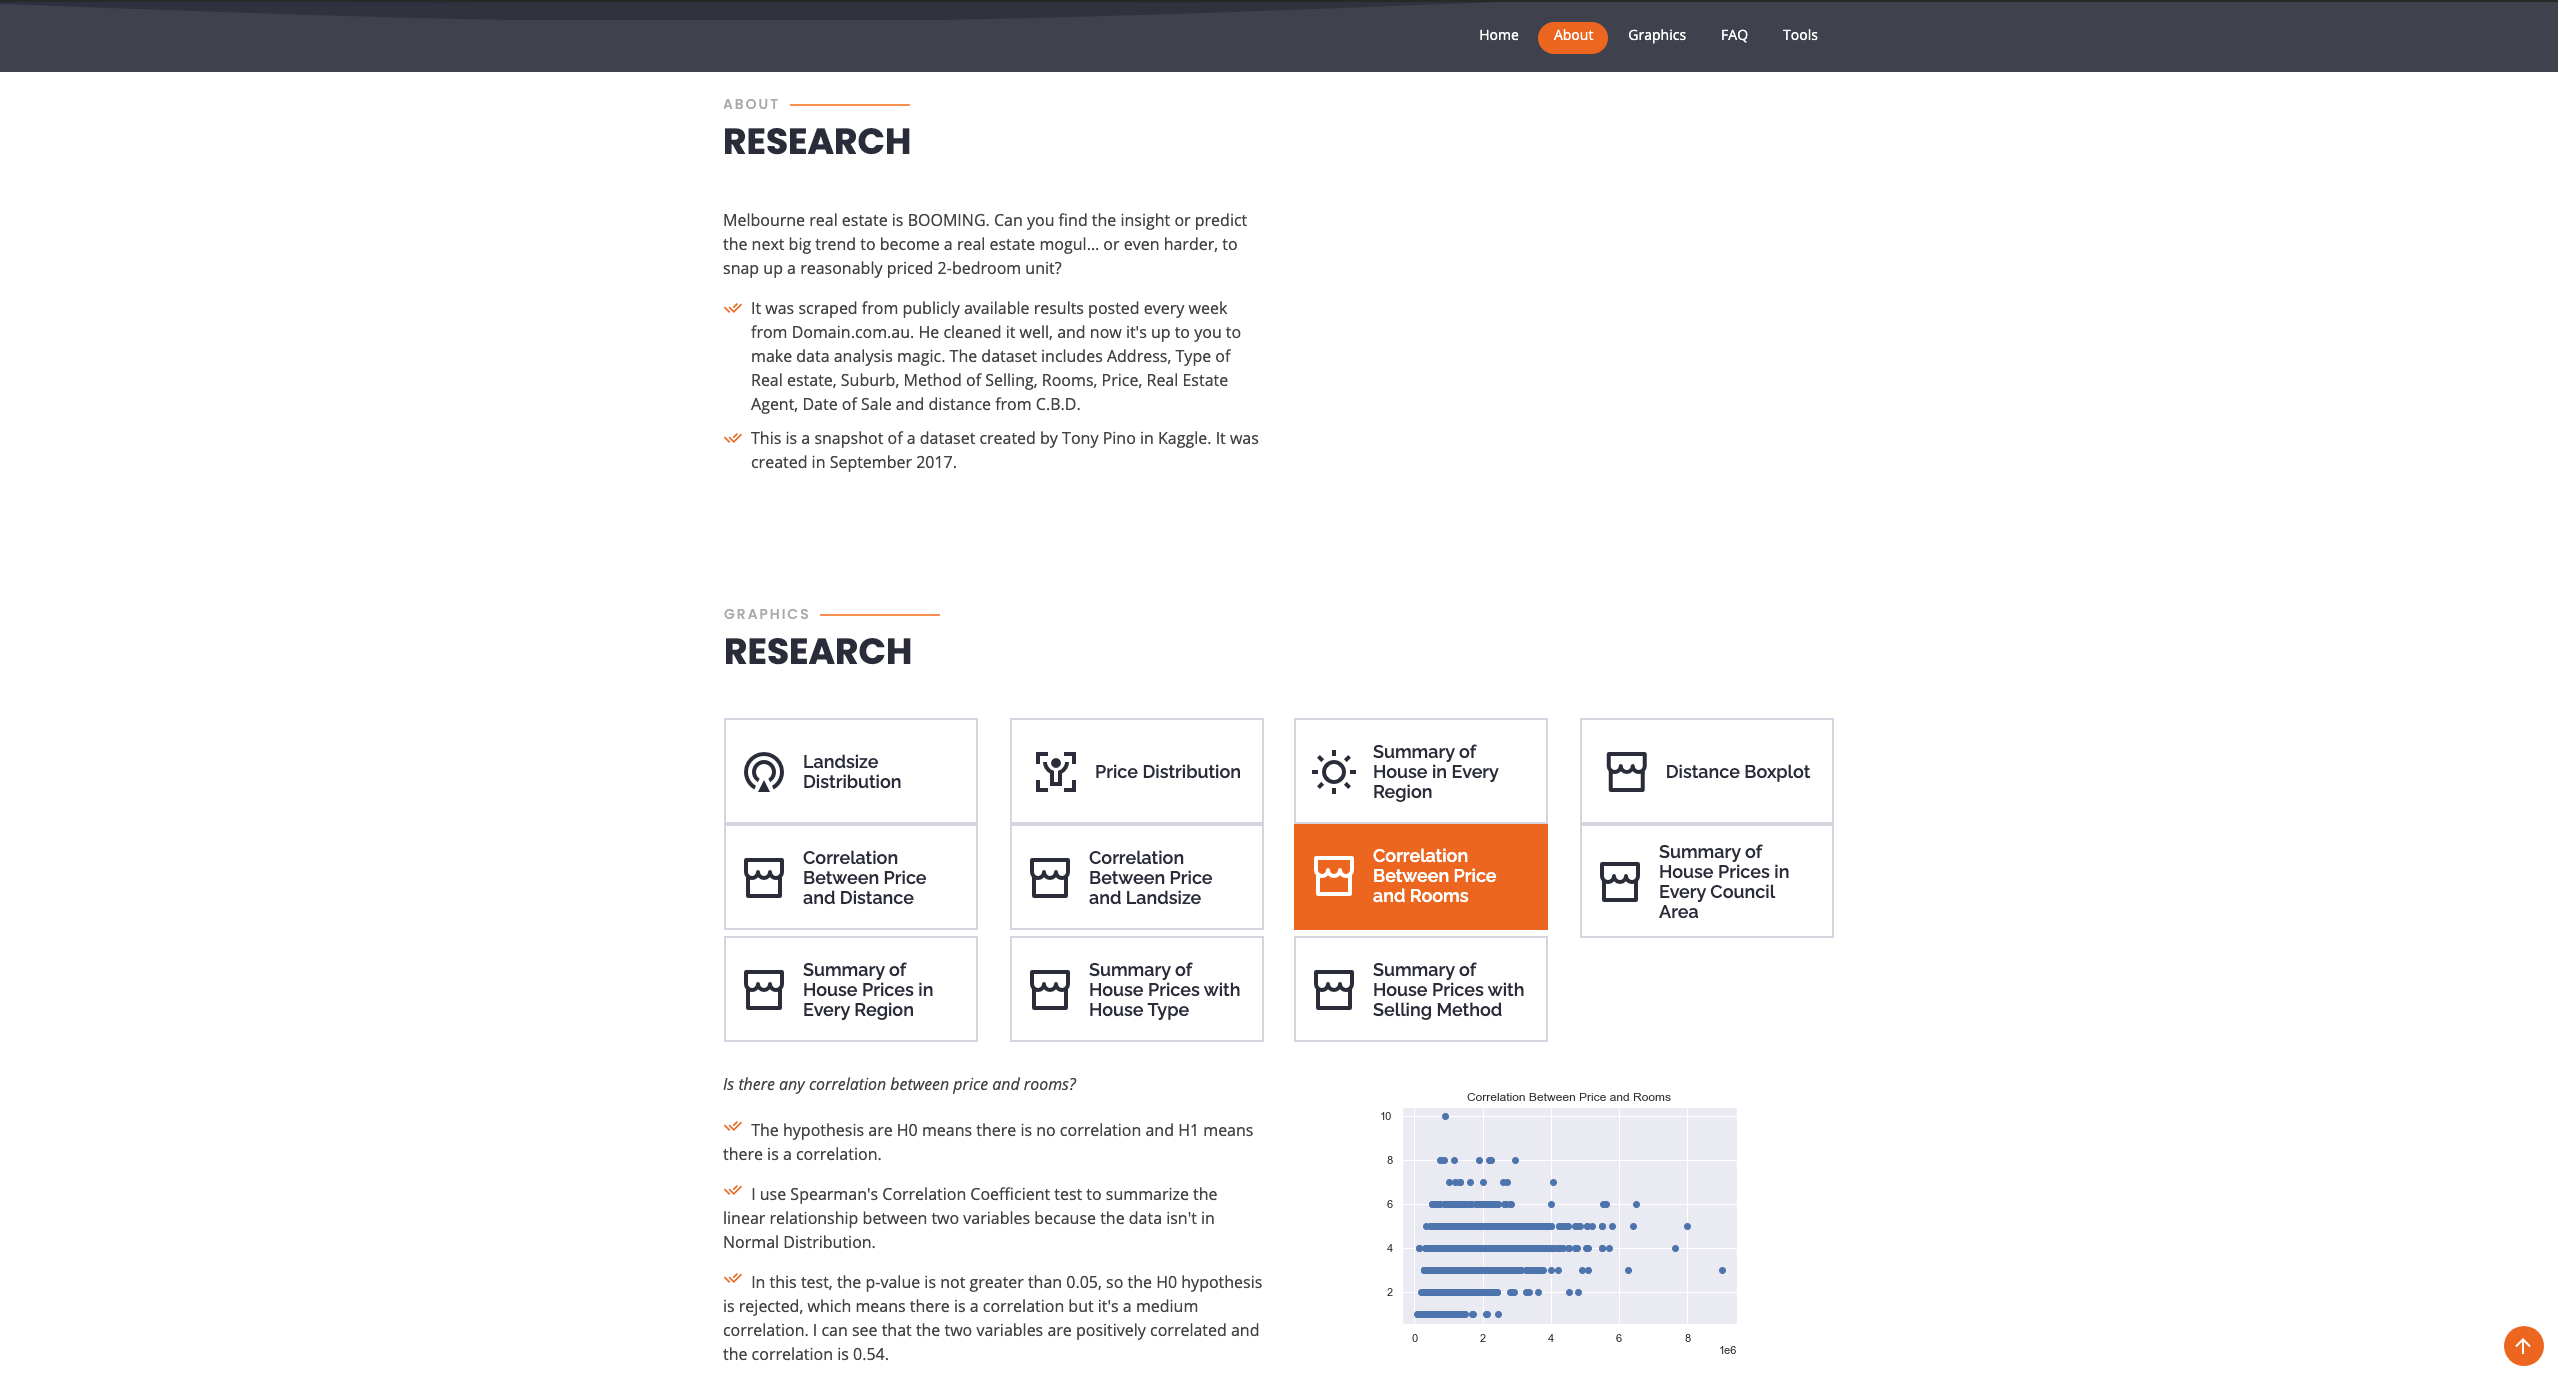 Home About Graphics FAQ Tools
ABOUT
RESEARCH
Melbourne real estate is BOOMING. Can you find the insight or predict
the next big trend to become a real estate mogul... or even harder, to
snap up a reasonably priced 2-bedroom unit?
It was scraped from publicly available results posted every week
from Domain.com.au. He cleaned it well, and now it's up to you to
make data analysis magic. The dataset includes Address, Type of
Real estate, Suburb, Method of Selling, Rooms, Price, Real Estate
Agent, Date of Sale and distance from C.B.D.
This is a snapshot of a dataset created by Tony Pino in Kaggle. It was
created in September 2017.
GRAPHICS
RESEARCH
Landsize
Distribution
Price Distribution
Summary of
House in Every
Region
Distance Boxplot
Correlation
Between Price
and Distance
Correlation
Between Price
and Landsize
Correlation
Between Price
and Rooms
Summary of
House Prices in
Every Council
Area
Summary of
House Prices in
Every Region
Summary of
House Prices with
House Type
Summary of
House Prices with
Selling Method
Is there any correlation between price and rooms?
The hypothesis are H0 means there is no correlation and H1 means
there is a correlation.
I use Spearman's Correlation Coefficient test to summarize the
linear relationship between two variables because the data isn't in
Normal Distribution.
In this test, the p-value is not greater than 0.05, so the H0 hypothesis
is rejected, which means there is a correlation but it's a medium
correlation. I can see that the two variables are positively correlated and
the correlation is 0.54.
Correlation Between Price and Rooms
10
8
6
4
2
0 2 4 6 8
1e6